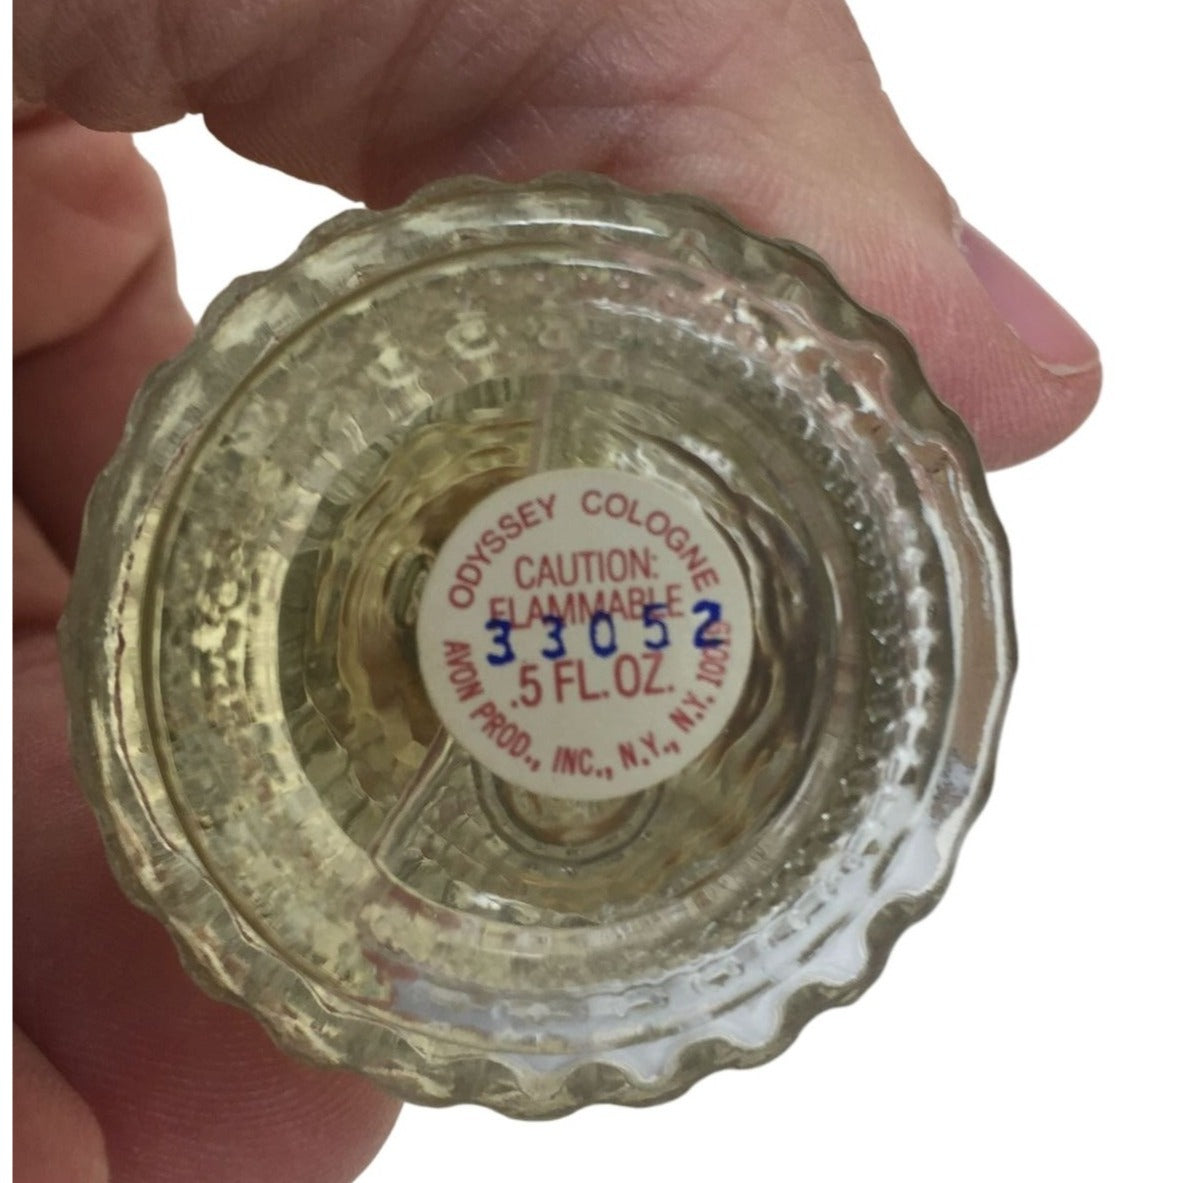 ODYSSEY COLOGNE
CAUTION:
FLAMMABLE
33052
.5 FL. OZ.
AVON PROD., INC., N.Y., N.Y.